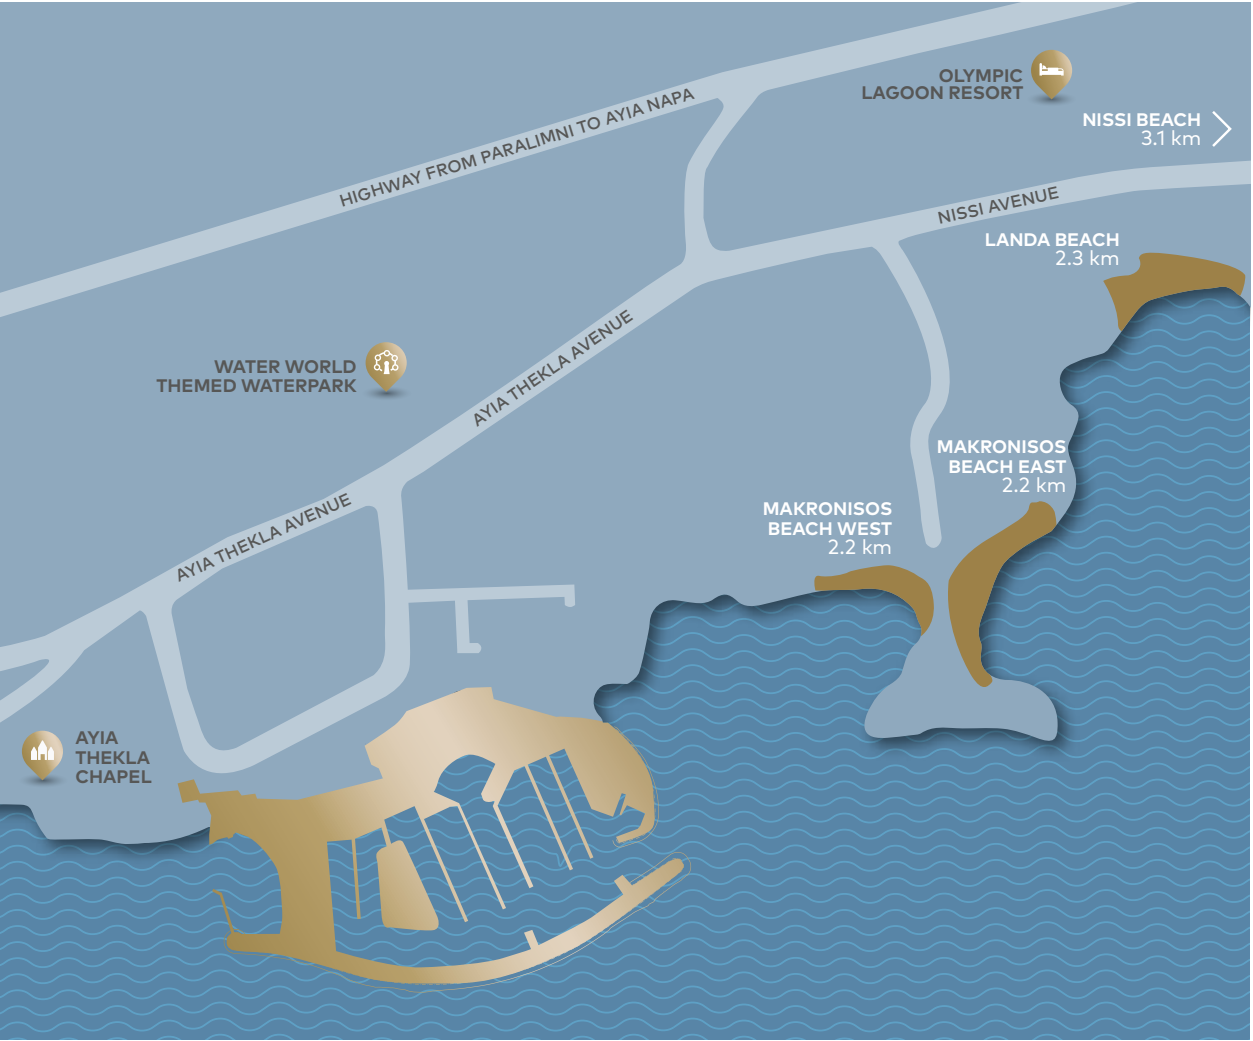 OLYMPIC
LAGOON RESORT
NISSI BEACH
3.1 km
HIGHWAY FROM PARALIMNI TO AYIA NAPA
NISSI AVENUE
LANDA BEACH
2.3 km
AYIA THEKLA AVENUE
WATER WORLD
THEMED WATERPARK
MAKRONISOS
BEACH EAST
2.2 km
MAKRONISOS
BEACH WEST
2.2 km
AYIA THEKLA AVENUE
AYIA
THEKLA
CHAPEL